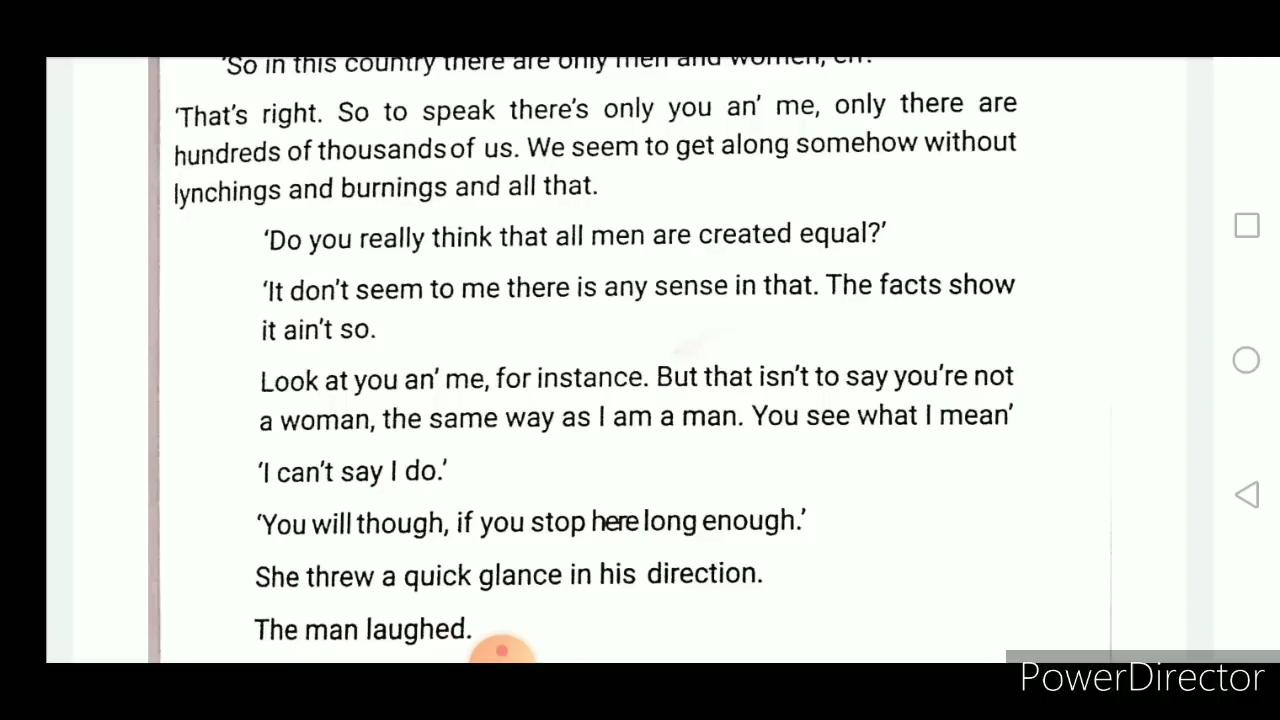 'So in this country there are only men and women, eh?
'That's right. So to speak there's only you an' me, only there are
hundreds of thousands of us. We seem to get along somehow without
lynchings and burnings and all that.
'Do you really think that all men are created equal?'
'It don't seem to me there is any sense in that. The facts show
it ain't so.
Look at you an' me, for instance. But that isn't to say you're not
a woman, the same way as I am a man. You see what I mean'
'I can't say I do.'
'You will though, if you stop here long enough.'
She threw a quick glance in his direction.
The man laughed.
PowerDirector